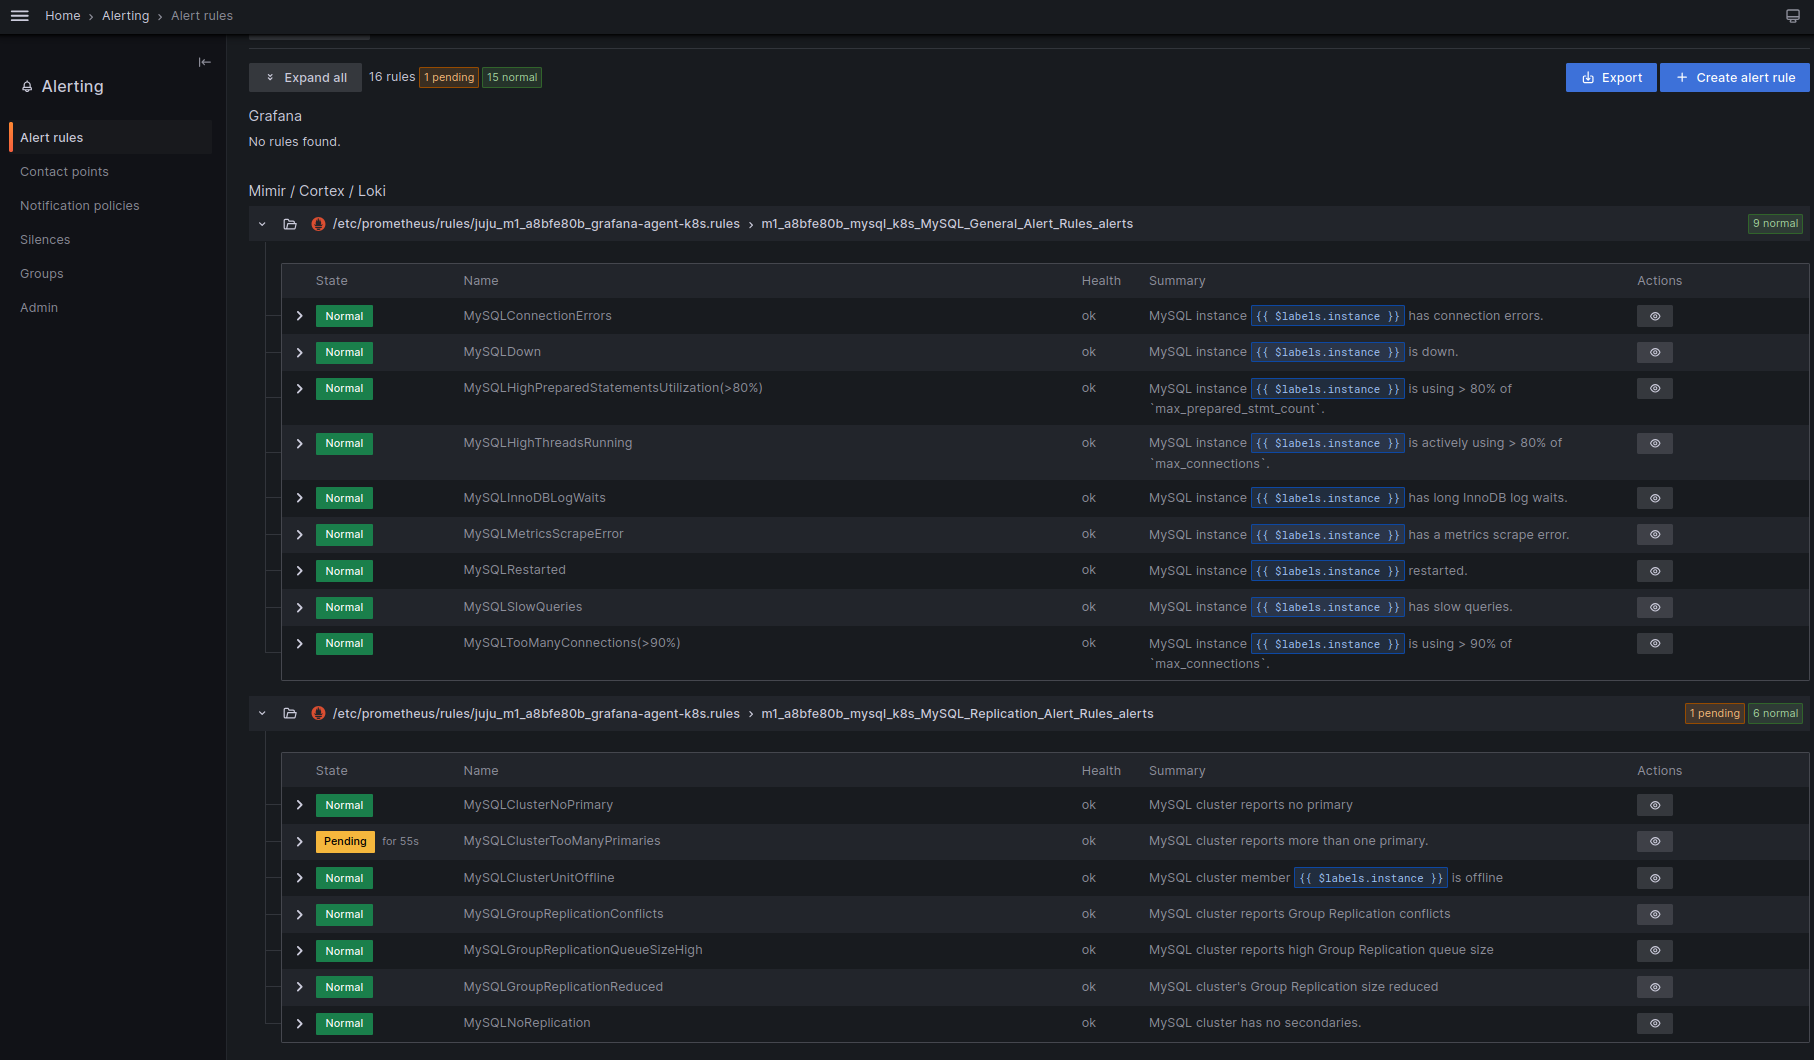 Home › Alerting › Alert rules
Alerting
Alert rules
Contact points
Notification policies
Silences
Groups
Admin
Expand all 16 rules 1 pending 15 normal Export + Create alert rule
Grafana
No rules found.
Mimir / Cortex / Loki
/etc/prometheus/rules/juju_m1_a8bfe80b_grafana-agent-k8s.rules › m1_a8bfe80b_mysql_k8s_MySQL_General_Alert_Rules_alerts 9 normal
State Name Health Summary Actions
Normal MySQLConnectionErrors ok MySQL instance {{ $labels.instance }} has connection errors.
Normal MySQLDown ok MySQL instance {{ $labels.instance }} is down.
Normal MySQLHighPreparedStatementsUtilization(>80%) ok MySQL instance {{ $labels.instance }} is using > 80% of
`max_prepared_stmt_count`.
Normal MySQLHighThreadsRunning ok MySQL instance {{ $labels.instance }} is actively using > 80% of
`max_connections`.
Normal MySQLInnoDBLogWaits ok MySQL instance {{ $labels.instance }} has long InnoDB log waits.
Normal MySQLMetricsScrapeError ok MySQL instance {{ $labels.instance }} has a metrics scrape error.
Normal MySQLRestarted ok MySQL instance {{ $labels.instance }} restarted.
Normal MySQLSlowQueries ok MySQL instance {{ $labels.instance }} has slow queries.
Normal MySQLTooManyConnections(>90%) ok MySQL instance {{ $labels.instance }} is using > 90% of
`max_connections`.
/etc/prometheus/rules/juju_m1_a8bfe80b_grafana-agent-k8s.rules › m1_a8bfe80b_mysql_k8s_MySQL_Replication_Alert_Rules_alerts 1 pending 6 normal
State Name Health Summary Actions
Normal MySQLClusterNoPrimary ok MySQL cluster reports no primary
Pending for 55s MySQLClusterTooManyPrimaries ok MySQL cluster reports more than one primary.
Normal MySQLClusterUnitOffline ok MySQL cluster member {{ $labels.instance }} is offline
Normal MySQLGroupReplicationConflicts ok MySQL cluster reports Group Replication conflicts
Normal MySQLGroupReplicationQueueSizeHigh ok MySQL cluster reports high Group Replication queue size
Normal MySQLGroupReplicationReduced ok MySQL cluster's Group Replication size reduced
Normal MySQLNoReplication ok MySQL cluster has no secondaries.